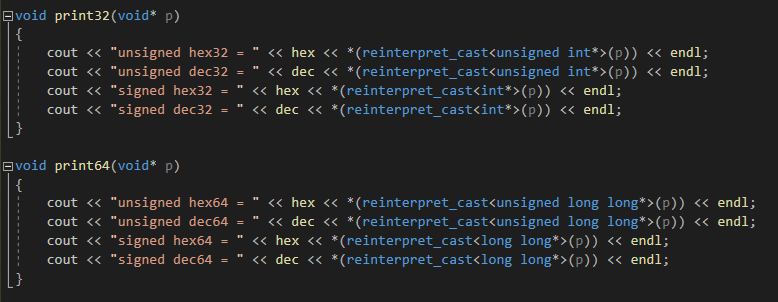 void print32(void* p)
{
    cout << "unsigned hex32 = " << hex << *(reinterpret_cast<unsigned int*>(p)) << endl;
    cout << "unsigned dec32 = " << dec << *(reinterpret_cast<unsigned int*>(p)) << endl;
    cout << "signed hex32 = " << hex << *(reinterpret_cast<int*>(p)) << endl;
    cout << "signed dec32 = " << dec << *(reinterpret_cast<int*>(p)) << endl;
}
void print64(void* p)
{
    cout << "unsigned hex64 = " << hex << *(reinterpret_cast<unsigned long long*>(p)) << endl;
    cout << "unsigned dec64 = " << dec << *(reinterpret_cast<unsigned long long*>(p)) << endl;
    cout << "signed hex64 = " << hex << *(reinterpret_cast<long long*>(p)) << endl;
    cout << "signed dec64 = " << dec << *(reinterpret_cast<long long*>(p)) << endl;
}